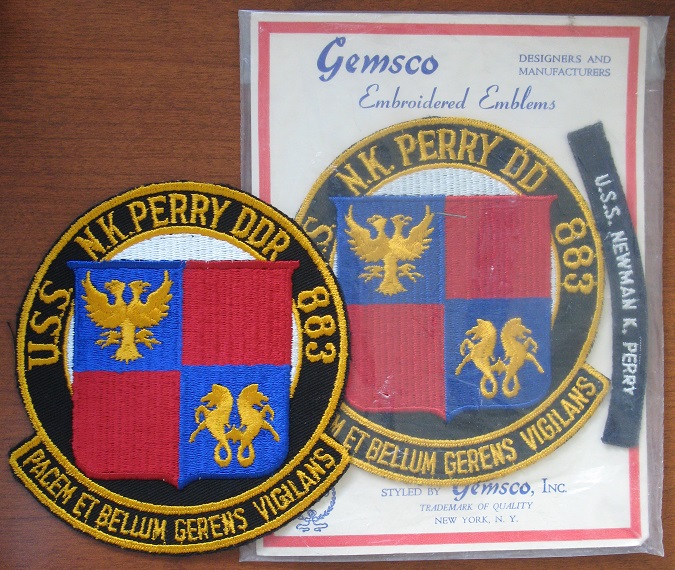 U.S.S. N.K. PERRY DDR 883
PACEM ET BELLUM GERENS VIGILANS
Gemsco
DESIGNERS AND
MANUFACTURERS
Embroidered Emblems
S. N.K. PERRY DD 883
M ET BELLUM GERENS VIGILANS
U.S.S. NEWMAN K. PERRY
STYLED BY Gemsco, INC.
TRADEMARK OF QUALITY
NEW YORK, N. Y.